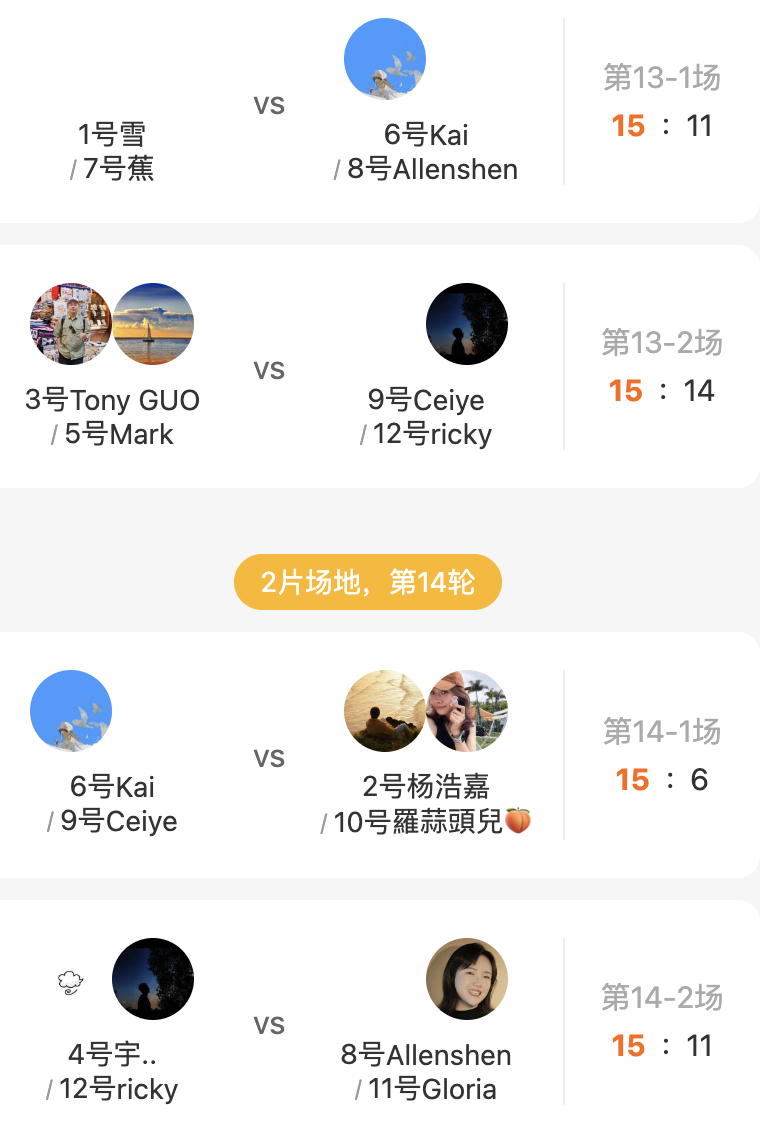 1号雪
/ 7号蕉
vs
6号Kai
/ 8号Allenshen
第13-1场
15 : 11
3号Tony GUO
/ 5号Mark
vs
9号Ceiye
/ 12号ricky
第13-2场
15 : 14
2片场地，第14轮
6号Kai
/ 9号Ceiye
vs
2号杨浩嘉
/ 10号羅蒜頭兒🍑
第14-1场
15 : 6
4号宇..
/ 12号ricky
vs
8号Allenshen
/ 11号Gloria
第14-2场
15 : 11